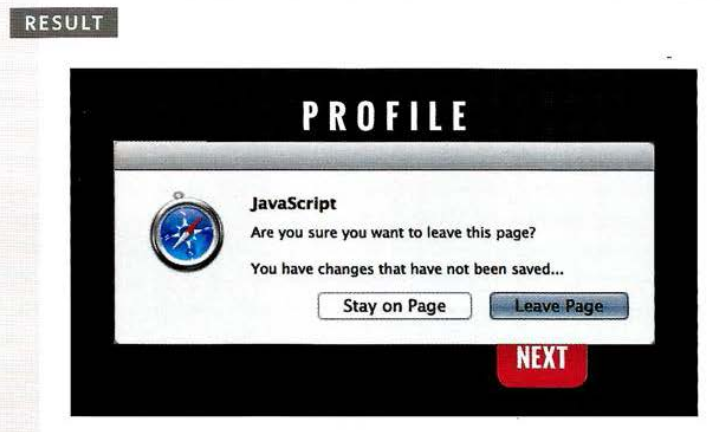 RESULT
PROFILE
JavaScript
Are you sure you want to leave this page?
You have changes that have not been saved...
Stay on Page
Leave Page
NEXT